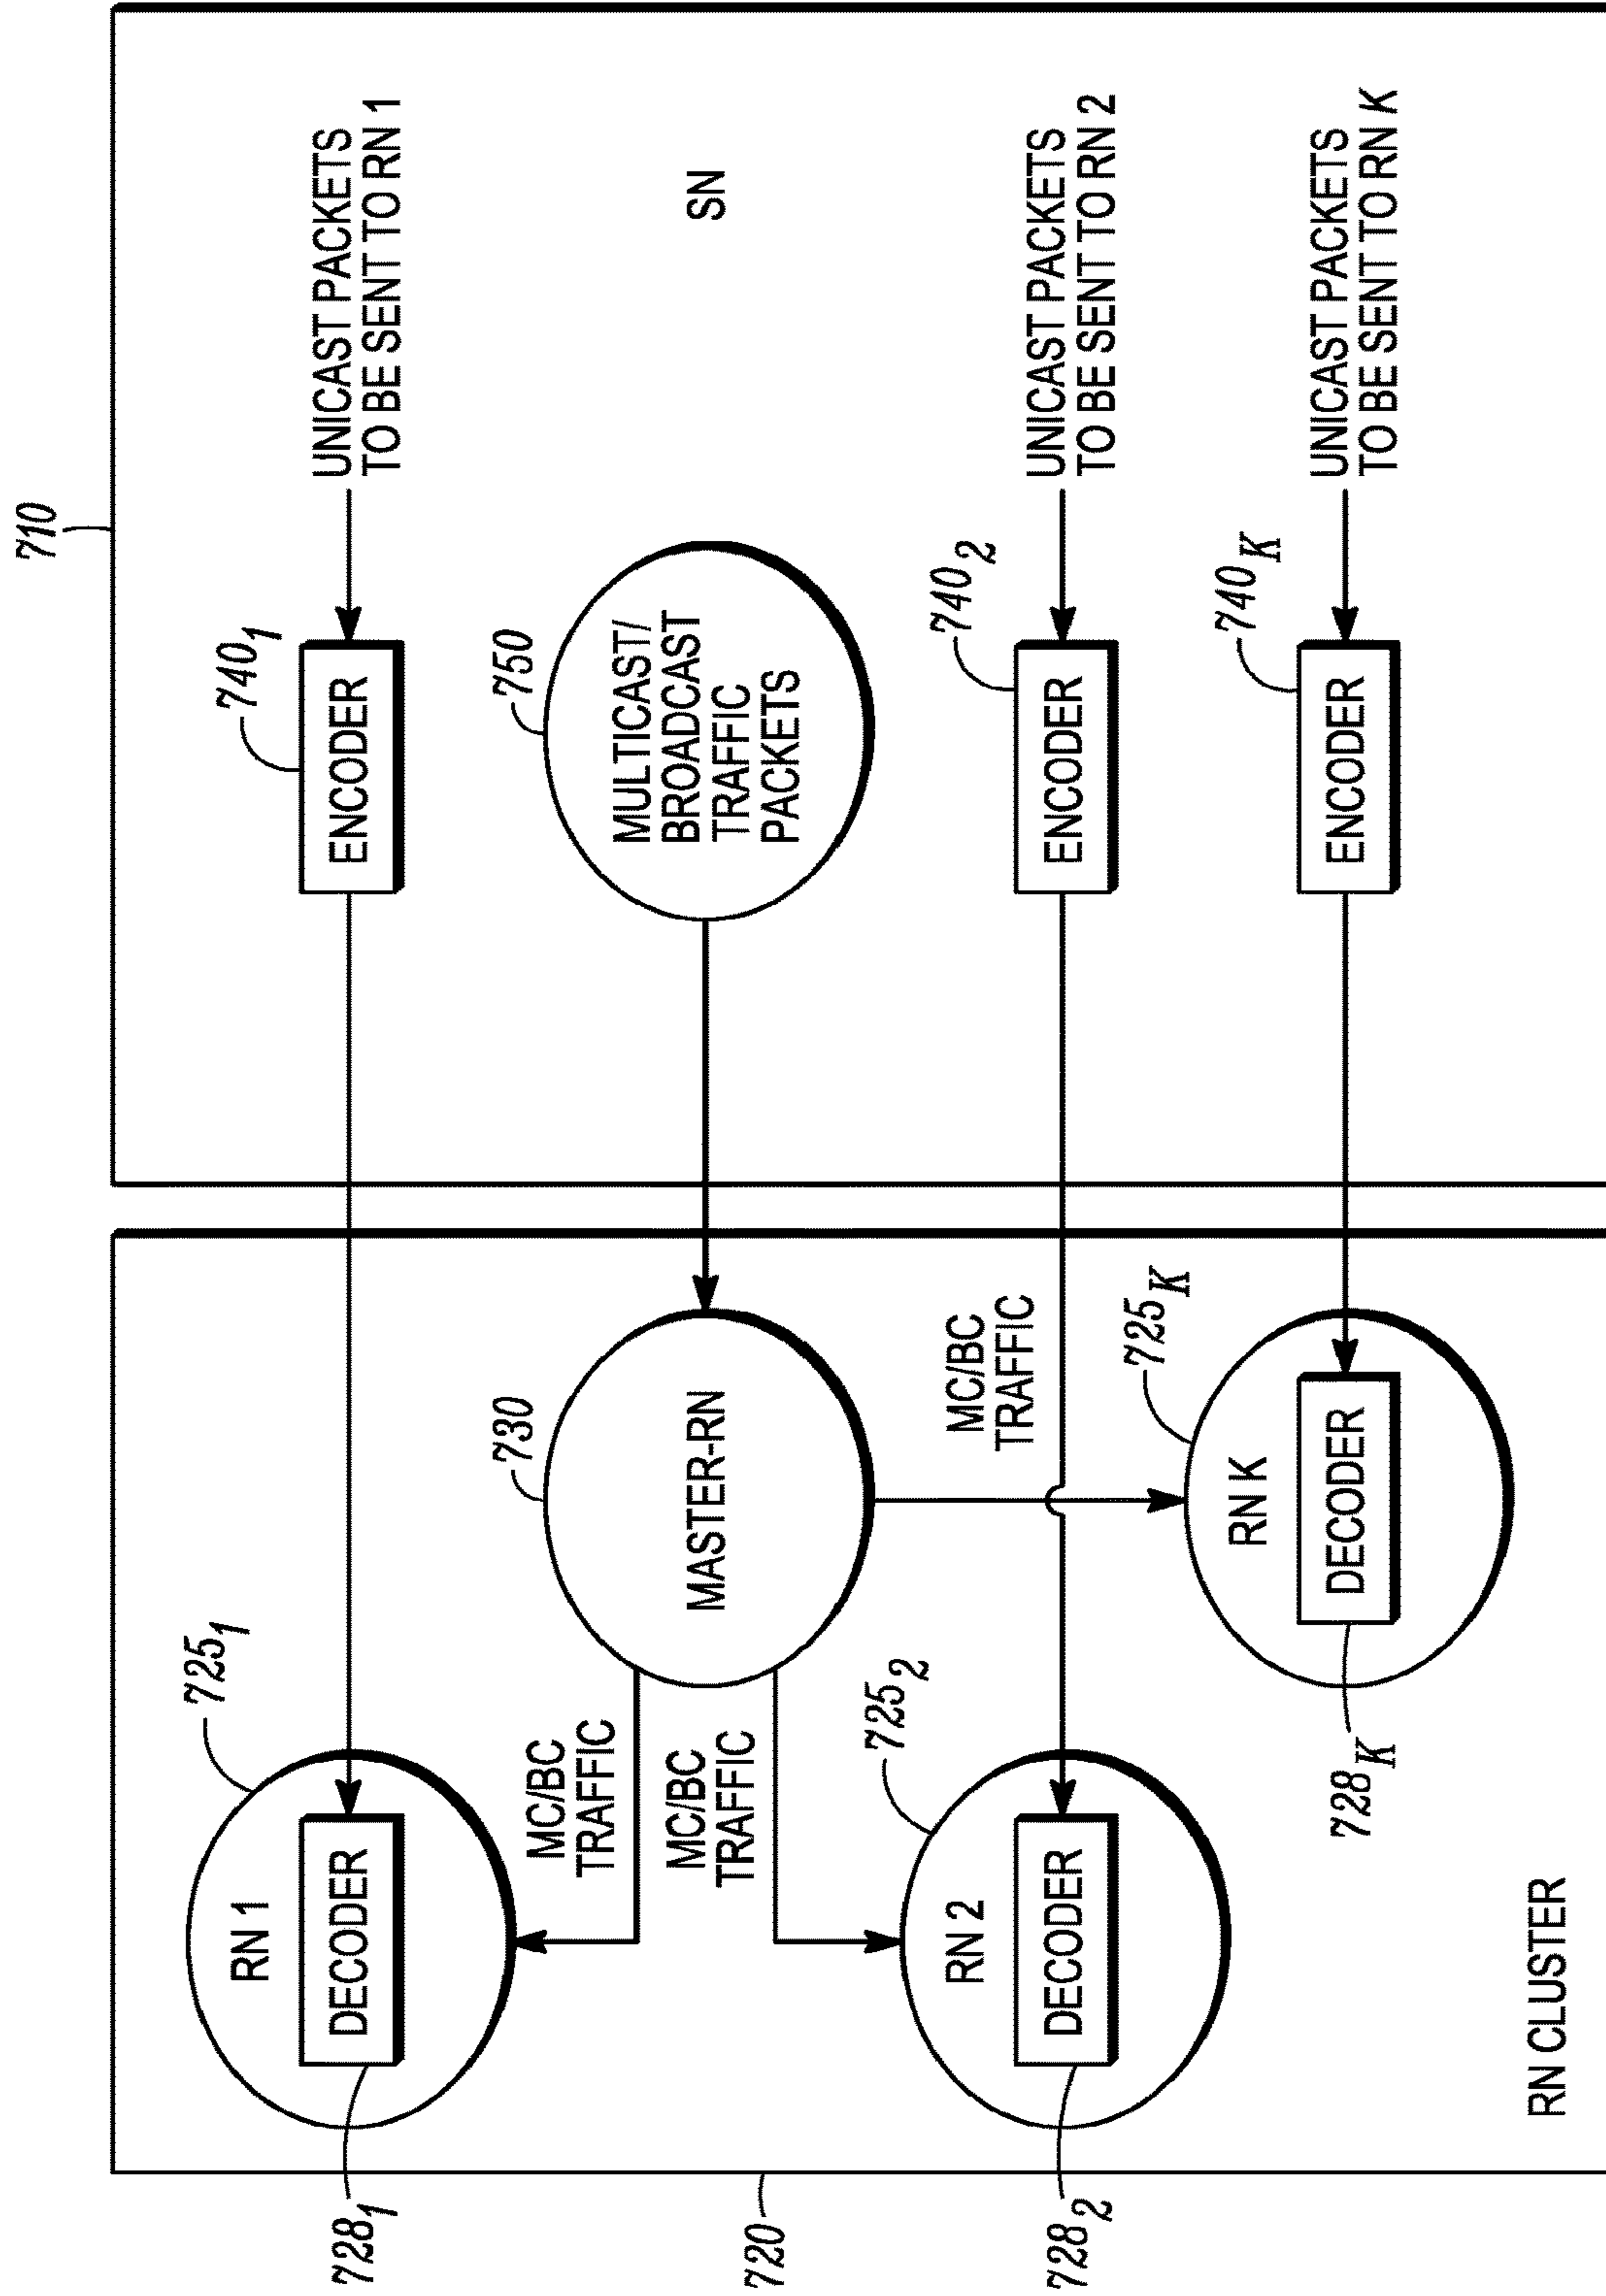 710
725₁
740₁
RN 1
DECODER
728₁
ENCODER
UNICAST PACKETS
TO BE SENT TO RN 1
730
750
MC/BC
TRAFFIC
MULTICAST/
BROADCAST
TRAFFIC
PACKETS
MC/BC
TRAFFIC
MASTER-RN
SN
720
725₂
740₂
RN 2
MC/BC
TRAFFIC
DECODER
728₂
ENCODER
UNICAST PACKETS
TO BE SENT TO RN 2
725K
740K
RN K
DECODER
728K
ENCODER
UNICAST PACKETS
TO BE SENT TO RN K
RN CLUSTER